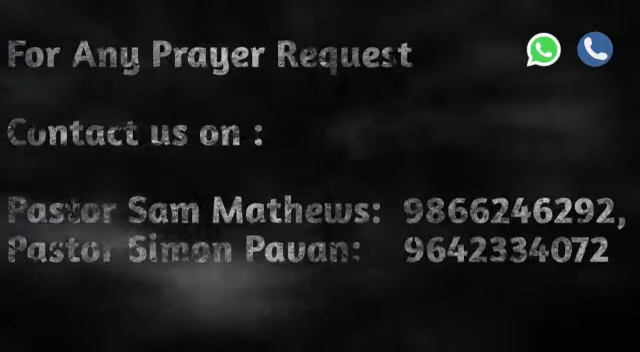 For Any Prayer Request
Contact us on :
Pastor Sam Mathews: 9866246292,
Pastor Simon Pavan: 9642334072